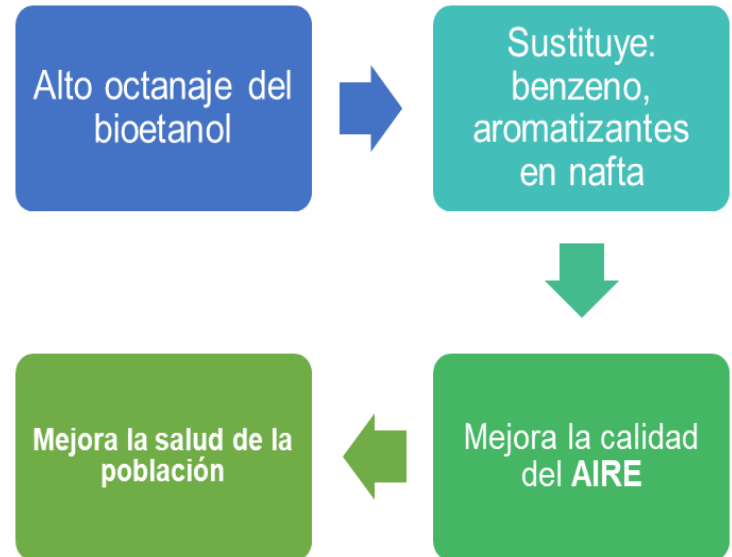 Alto octanaje del
bioetanol
Sustituye:
benzeno,
aromatizantes
en nafta
Mejora la calidad
del AIRE
Mejora la salud de la
población